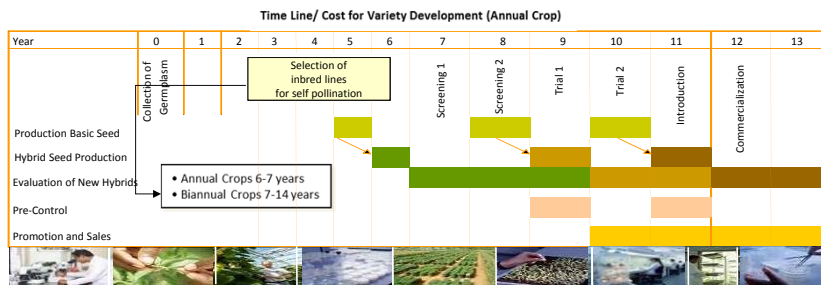 Time Line/ Cost for Variety Development (Annual Crop)
Year 0 1 2 3 4 5 6 7 8 9 10 11 12 13
Collection of
Germplasm
Selection of
inbred lines
for self pollination
Screening 1
Screening 2
Trial 1
Trial 2
Introduction
Commercialization
Production Basic Seed
Hybrid Seed Production
Evaluation of New Hybrids
• Annual Crops 6-7 years
• Biannual Crops 7-14 years
Pre-Control
Promotion and Sales